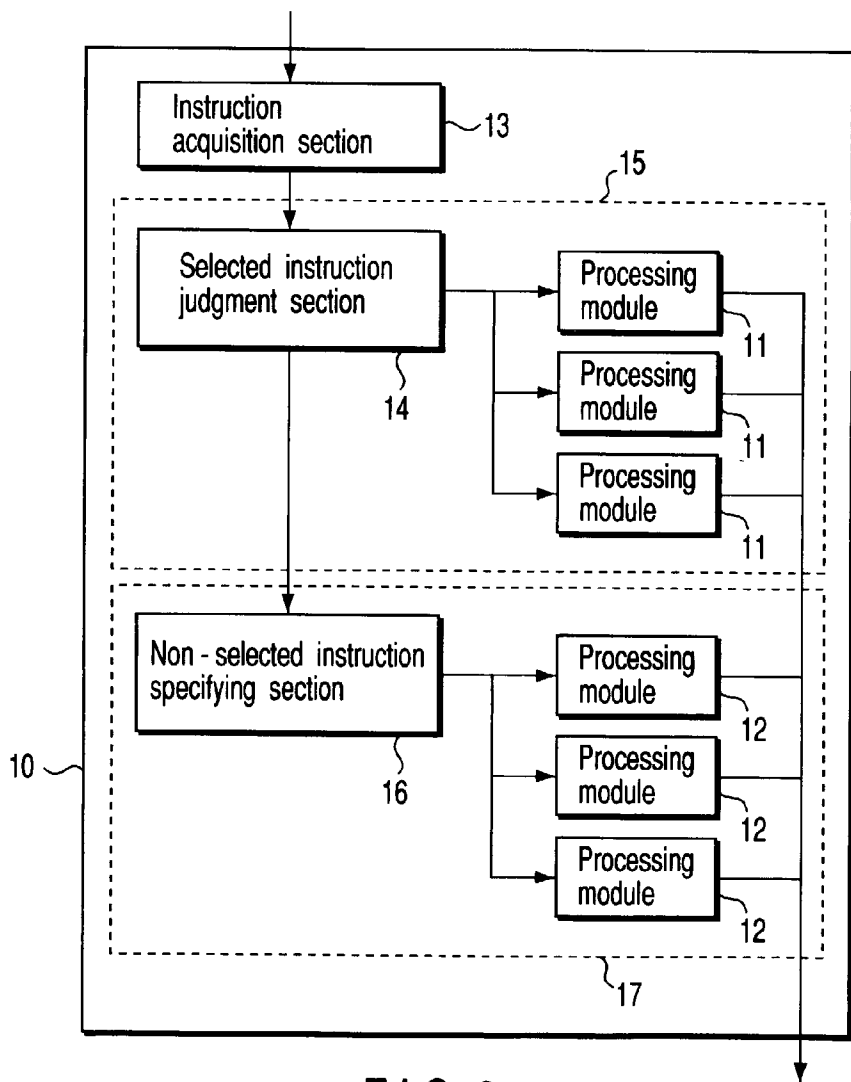 Instruction
acquisition section
13
15
Selected instruction
judgment section
14
Processing
module
11
Processing
module
11
Processing
module
11
Non-selected instruction
specifying section
16
Processing
module
12
Processing
module
12
Processing
module
12
10
17